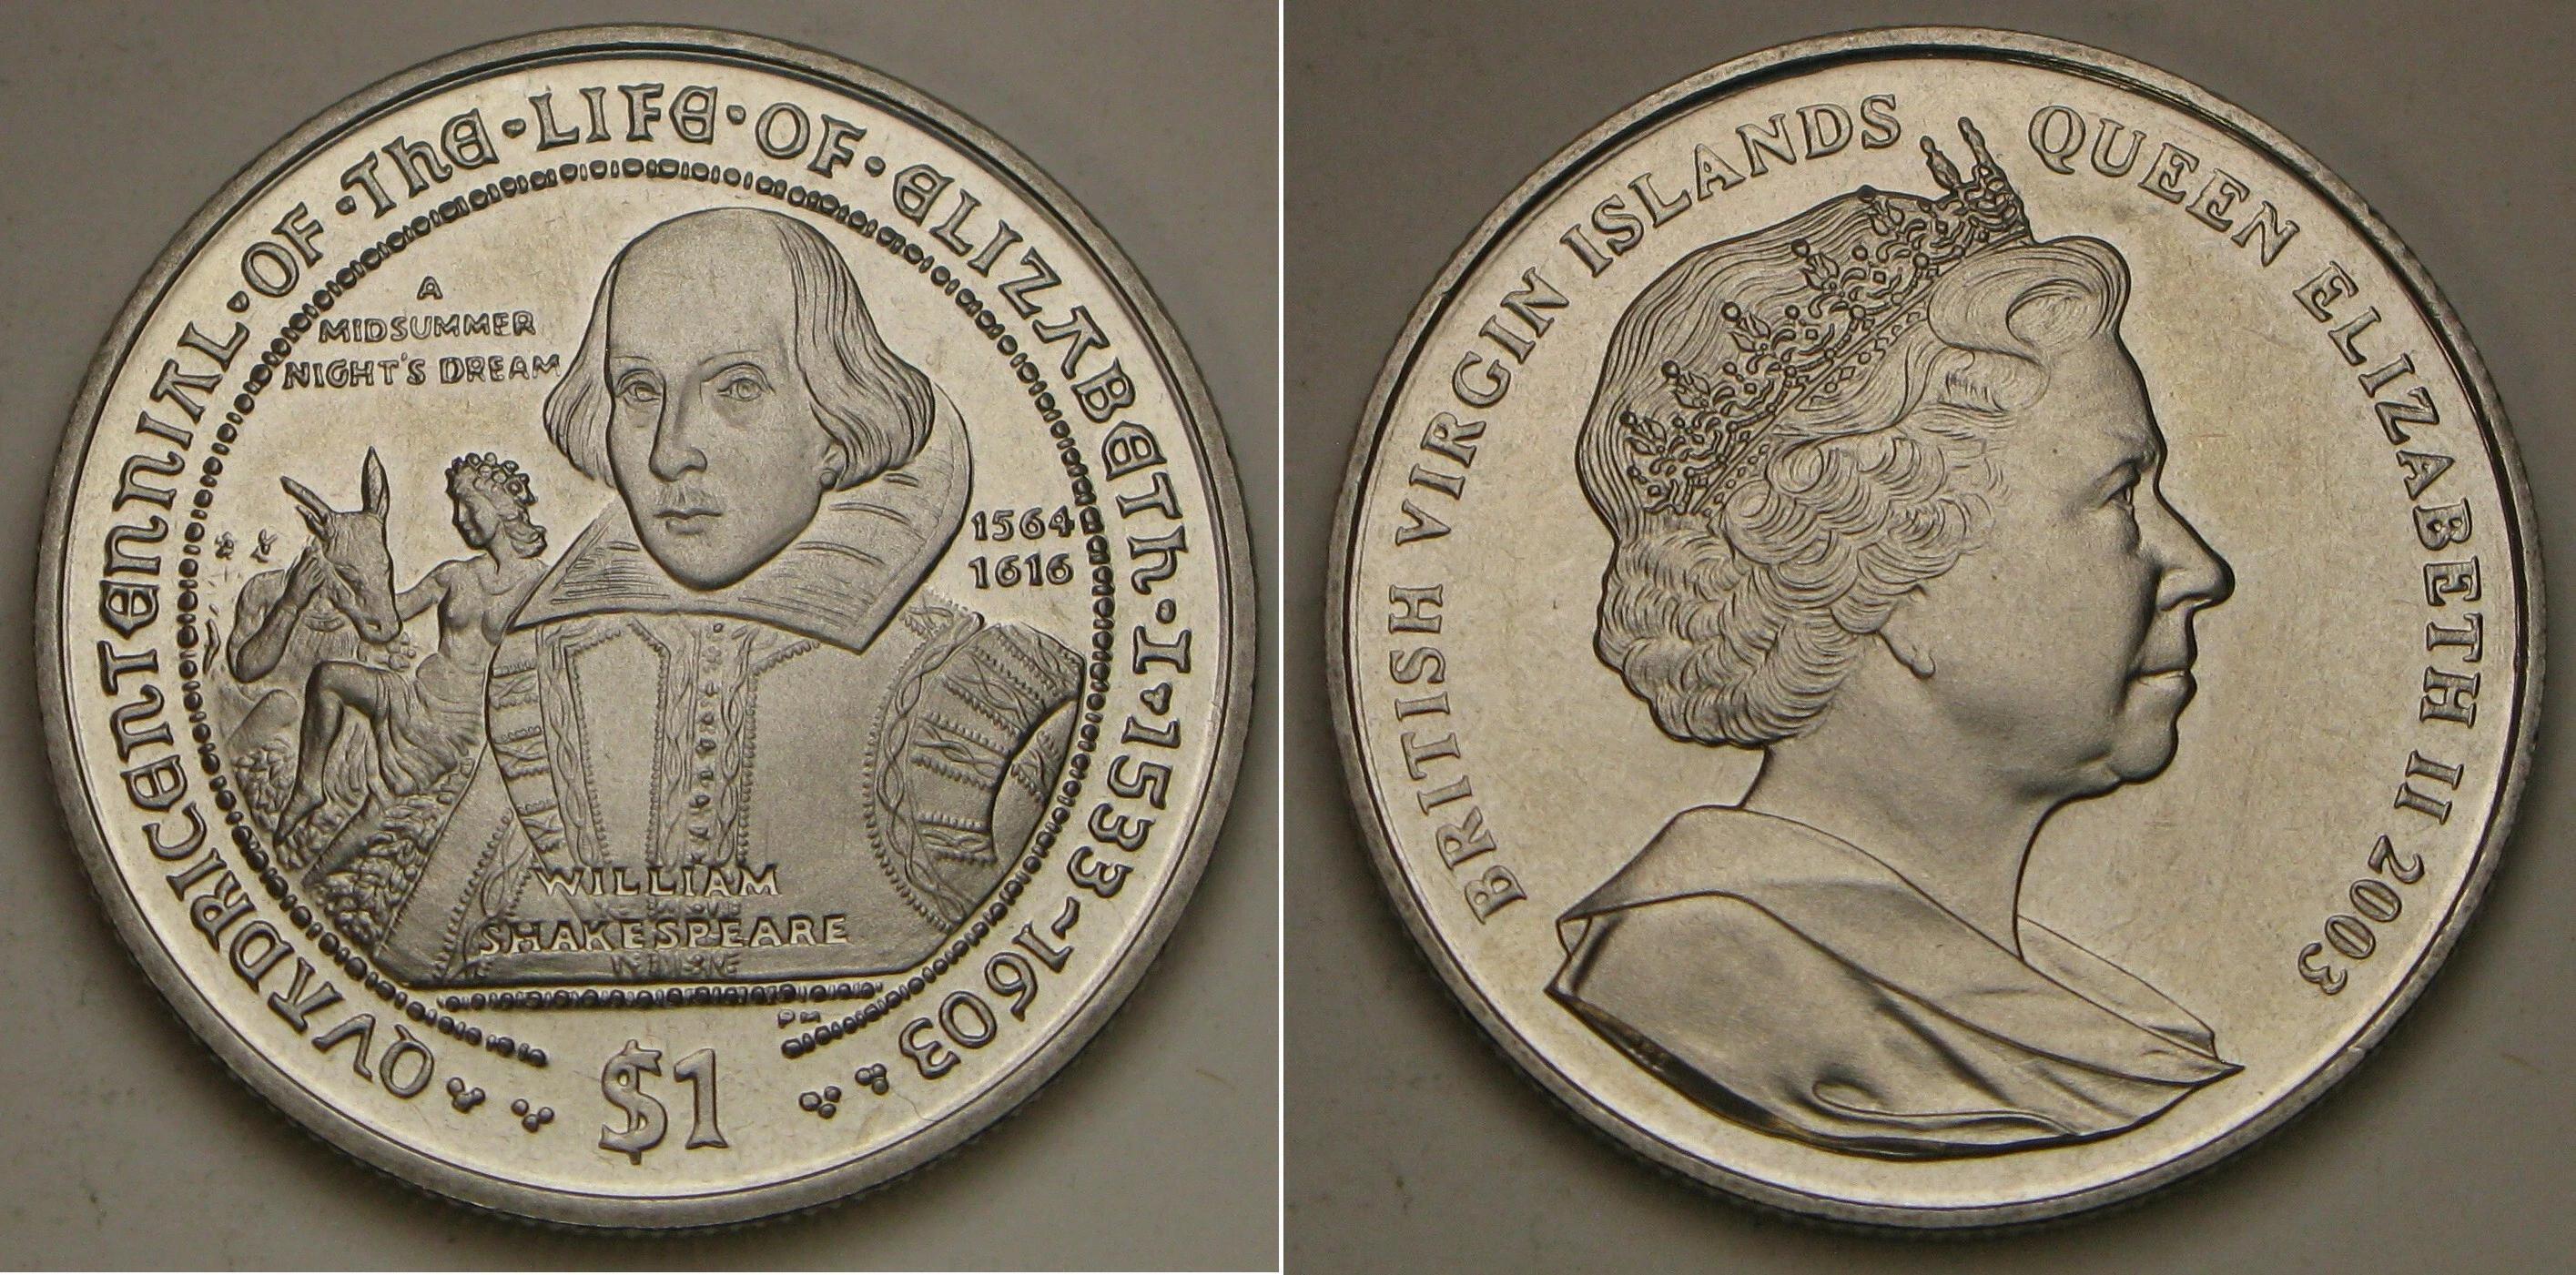 QVADRICENTENNIAL·OF·ThE·LIFE·OF·ELIZABETh·I·1533~1603
A
MIDSUMMER
NIGHT'S DREAM
1564
1616
WILLIAM
SHAKESPEARE
PM
$1
BRITISH VIRGIN ISLANDS QUEEN ELIZABETH II 2003